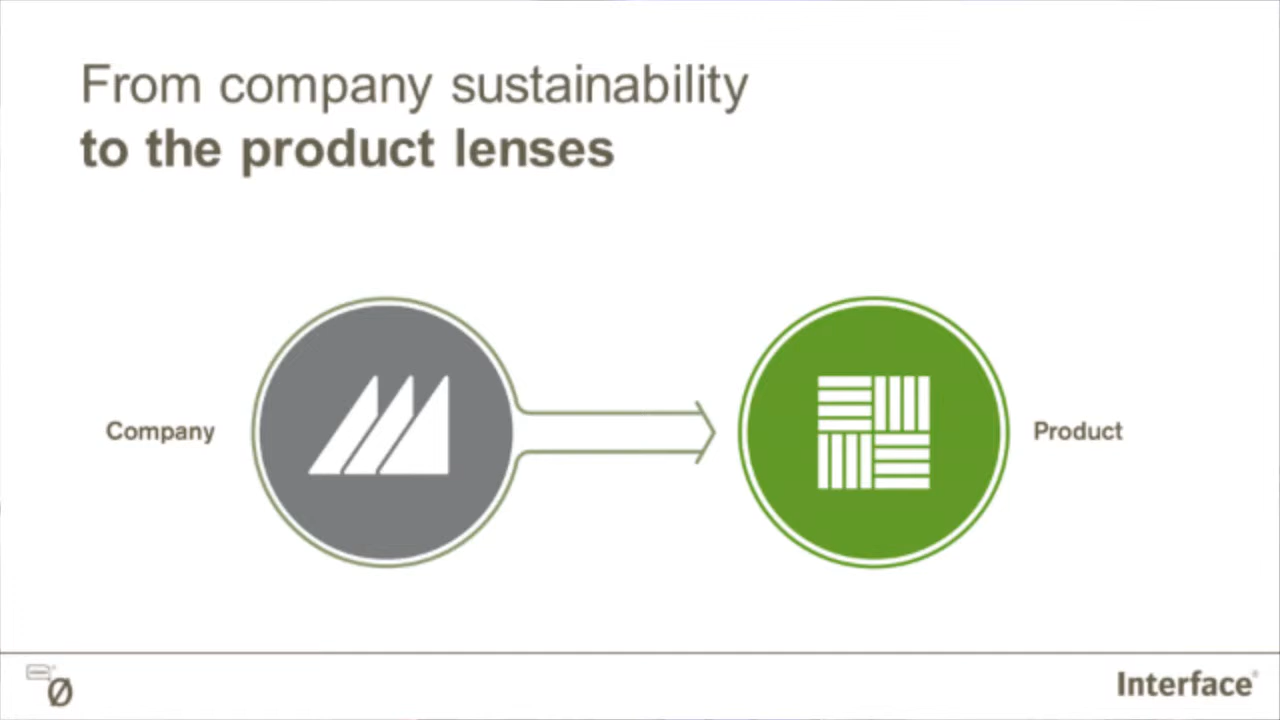 From company sustainability
to the product lenses
Company
Product
Ø
Interface®